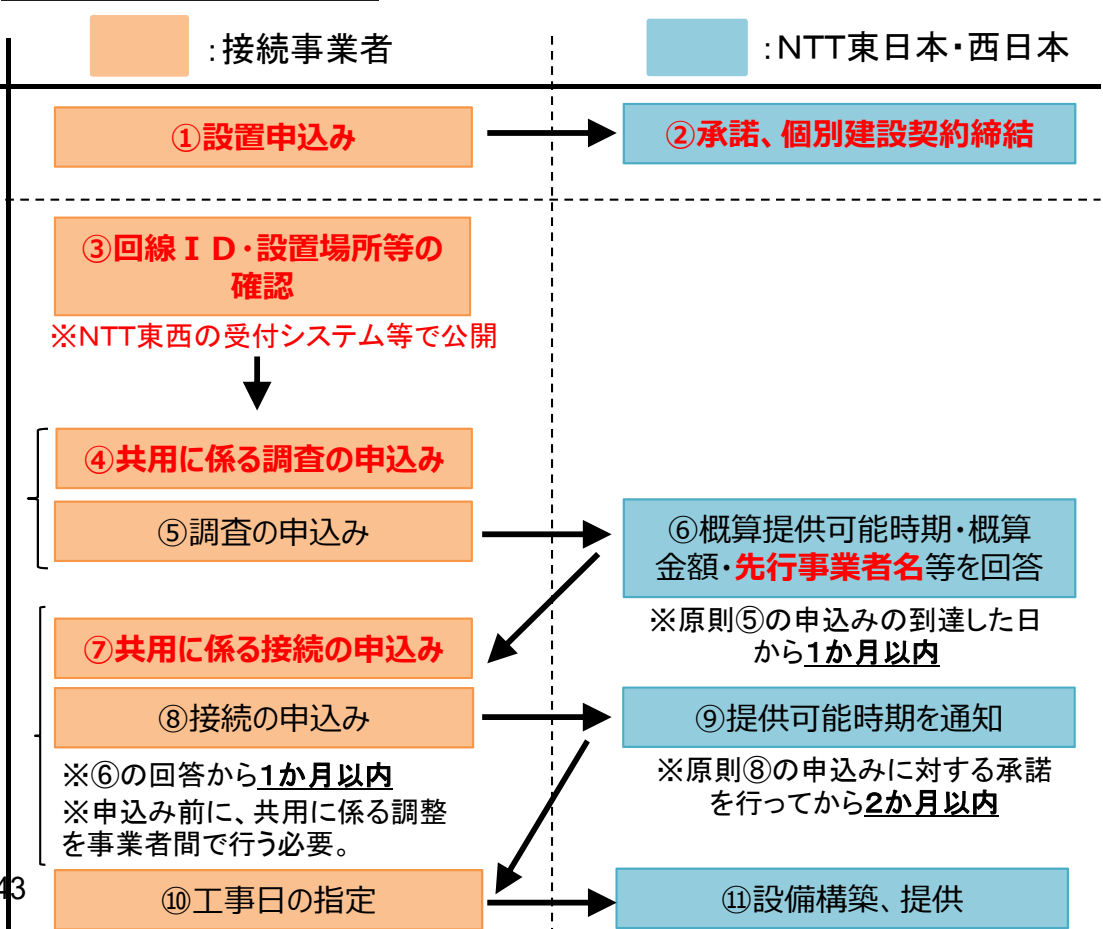 :接続事業者
:NTT東日本・西日本
①設置申込み
②承諾、個別建設契約締結
③回線ID・設置場所等の
確認
※NTT東西の受付システム等で公開
④共用に係る調査の申込み
⑤調査の申込み
⑥概算提供可能時期・概算
金額・先行事業者名等を回答
※原則⑤の申込みの到達した日
から1か月以内
⑦共用に係る接続の申込み
⑧接続の申込み
⑨提供可能時期を通知
※⑥の回答から1か月以内
※申込み前に、共用に係る調整
を事業者間で行う必要。
※原則⑧の申込みに対する承諾
を行ってから2か月以内
43
⑩工事日の指定
⑪設備構築、提供